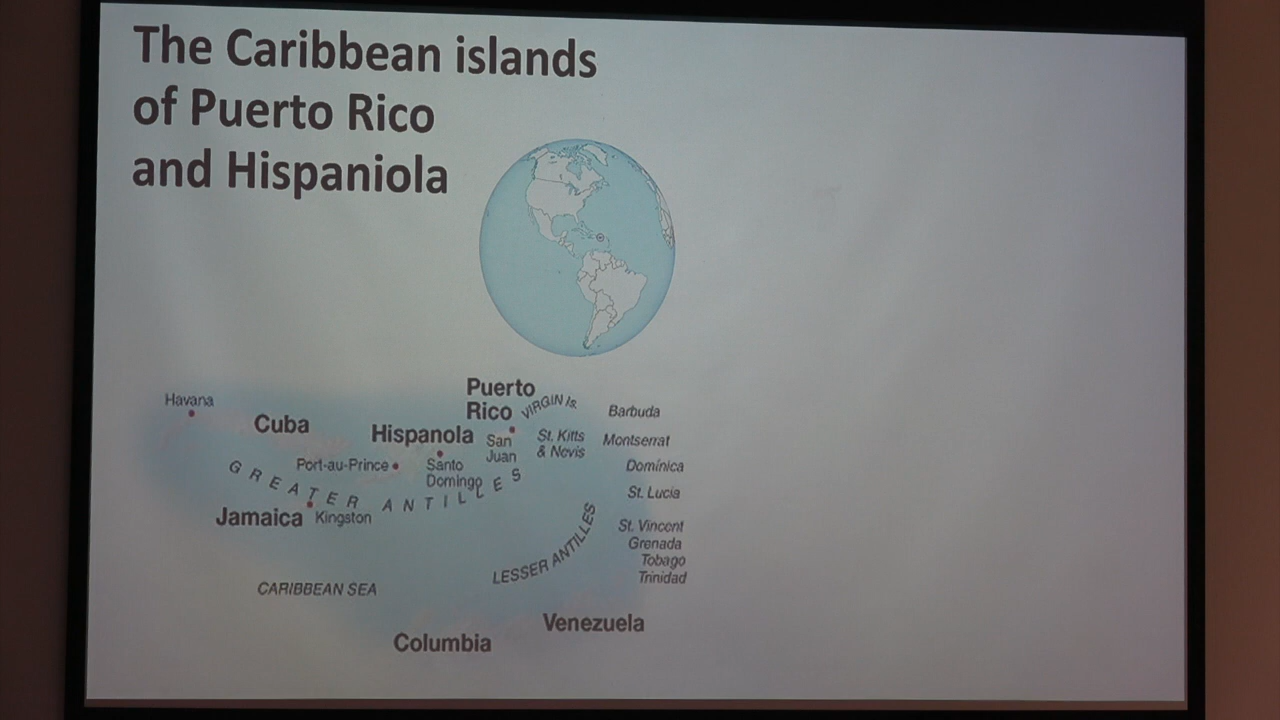 The Caribbean islands
of Puerto Rico
and Hispaniola
Puerto
Rico
VIRGIN Is.
Havana
Cuba
Hispanola
San
Juan
St. Kitts
& Nevis
Barbuda
Montserrat
Port-au-Prince
Santo
Domingo
Dominica
GREATER ANTILLES
St. Lucia
Jamaica
Kingston
LESSER ANTILLES
St. Vincent
Grenada
Tobago
Trinidad
CARIBBEAN SEA
Venezuela
Columbia